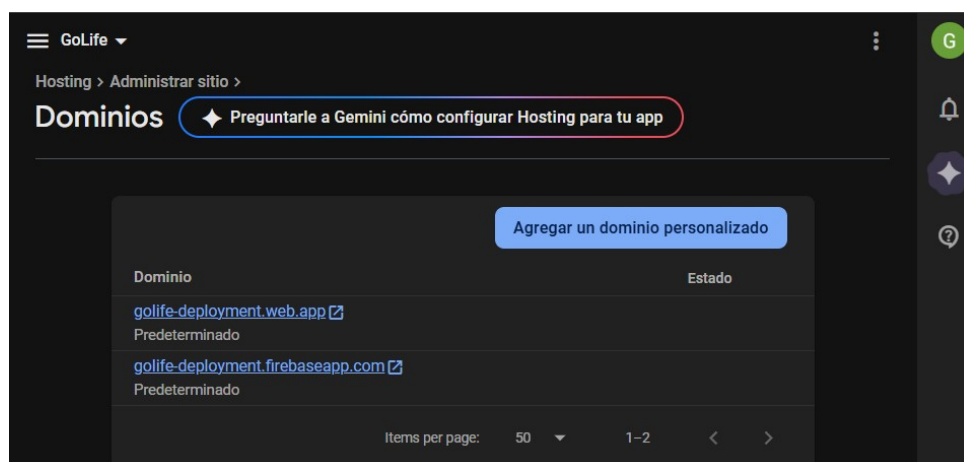 GoLife
G
Hosting > Administrar sitio >
Dominios
Preguntarle a Gemini cómo configurar Hosting para tu app
Agregar un dominio personalizado
Dominio Estado
golife-deployment.web.app
Predeterminado
golife-deployment.firebaseapp.com
Predeterminado
Items per page: 50 1–2